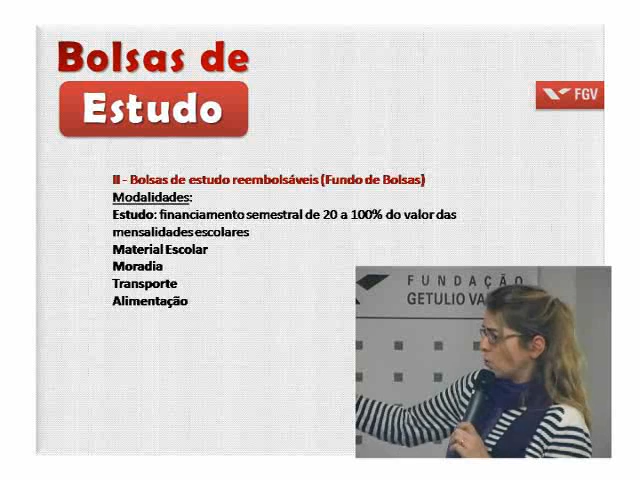 Bolsas de
Estudo
FGV
II - Bolsas de estudo reembolsáveis (Fundo de Bolsas)
Modalidades:
Estudo: financiamento semestral de 20 a 100% do valor das
mensalidades escolares
Material Escolar
Moradia
Transporte
Alimentação
FUNDAÇÃO
GETULIO VA